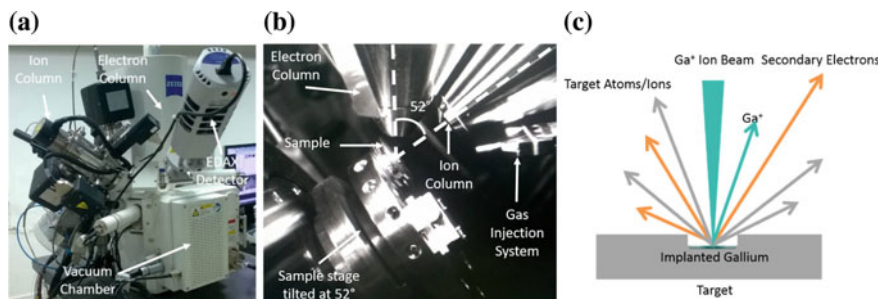 (a)
Ion
Column
Electron
Column
EDAX
Detector
Vacuum
Chamber
(b)
Electron
Column
52°
Sample
Ion
Column
Gas
Injection
System
Sample stage
tilted at 52°
(c)
Ga⁺ Ion Beam
Secondary Electrons
Target Atoms/Ions
Ga⁺
Implanted Gallium
Target